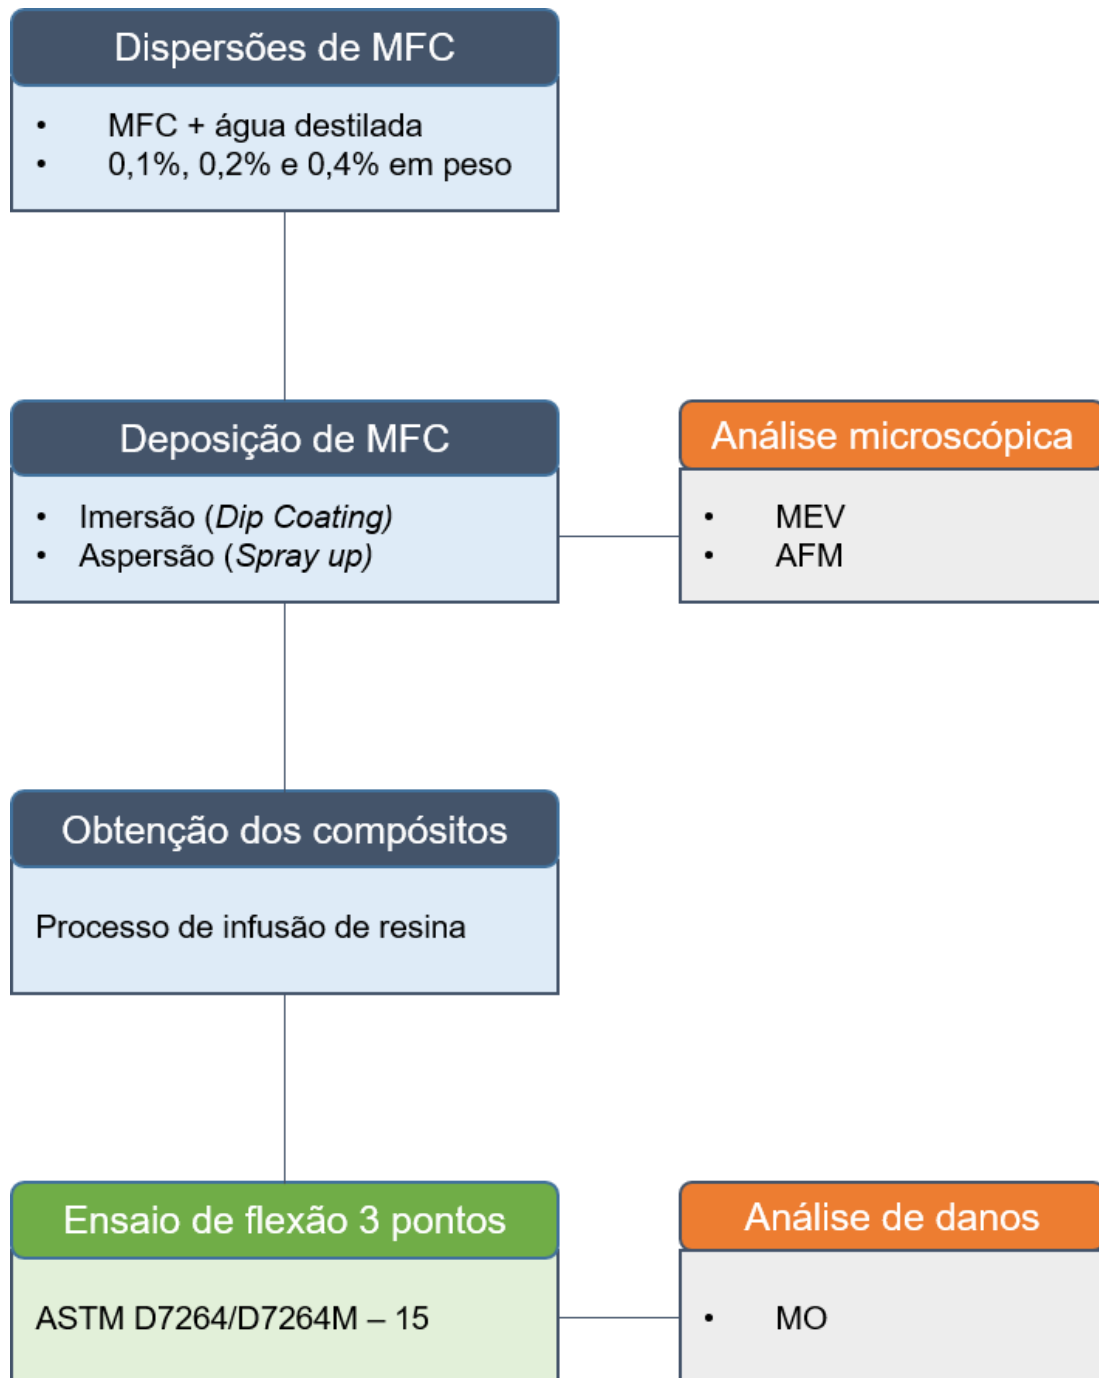 Dispersões de MFC
• MFC + água destilada
• 0,1%, 0,2% e 0,4% em peso
Deposição de MFC
• Imersão (Dip Coating)
• Aspersão (Spray up)
Análise microscópica
• MEV
• AFM
Obtenção dos compósitos
Processo de infusão de resina
Ensaio de flexão 3 pontos
ASTM D7264/D7264M – 15
Análise de danos
• MO